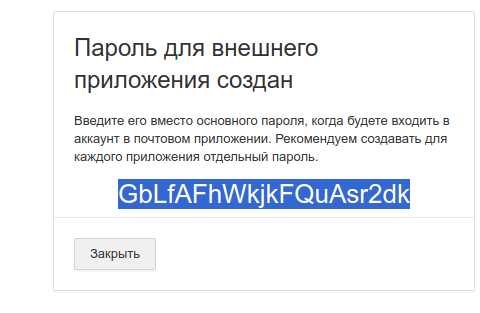 Пароль для внешнего
приложения создан
Введите его вместо основного пароля, когда будете входить в
аккаунт в почтовом приложении. Рекомендуем создавать для
каждого приложения отдельный пароль.
GbLfAFhWkjkFQuAsr2dk
Закрыть